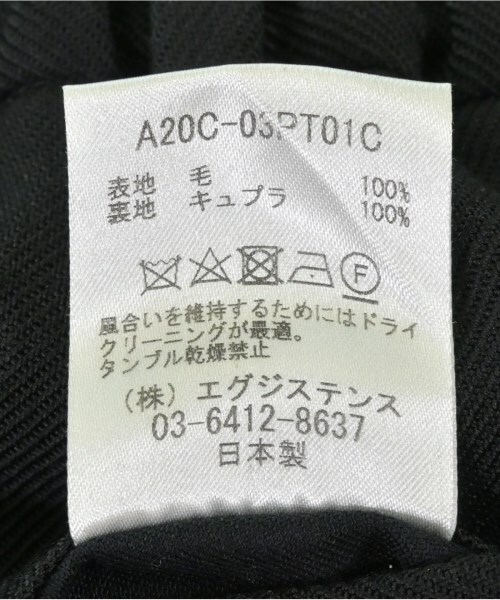 A20C-03PT01C
表地 毛 100%
裏地 キュプラ 100%
F
風合いを維持するためにはドライ
クリーニングが最適。
タンブル乾燥禁止
(株)エグジステンス
03-6412-8637
日本製